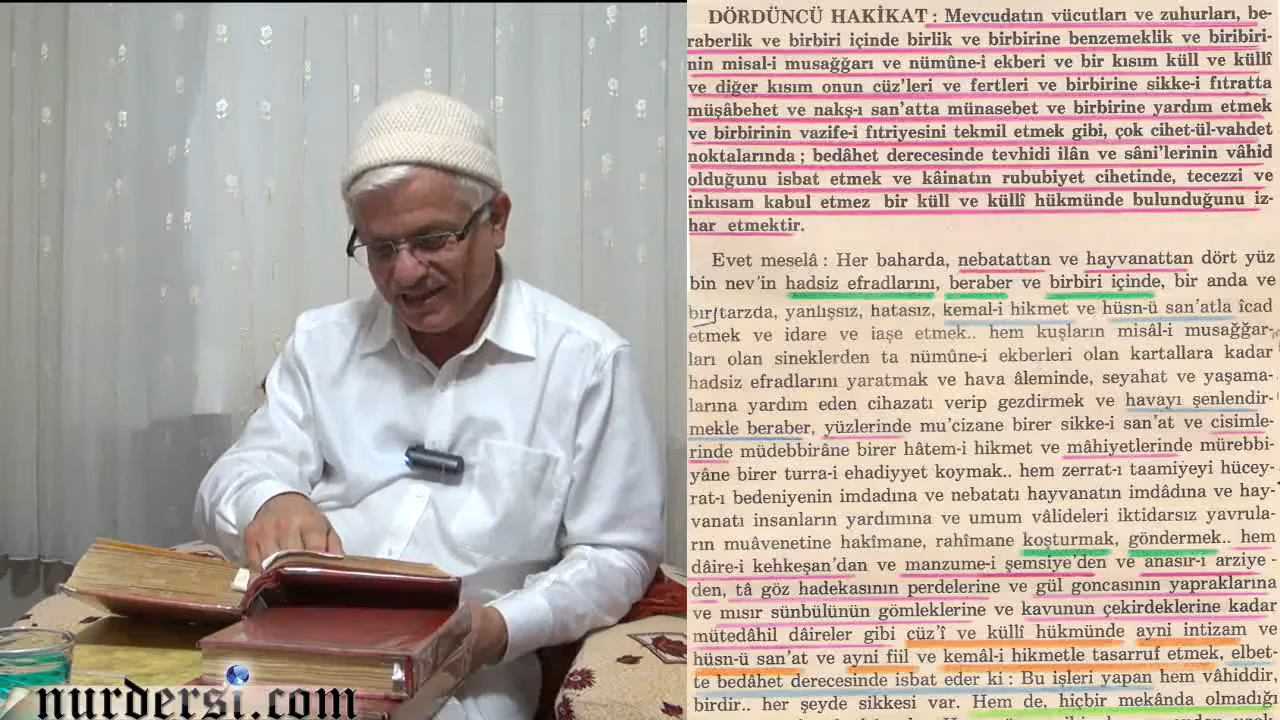 DÖRDÜNCÜ HAKİKAT : Mevcudatın vücutları ve zuhurları, be-
raberlik ve birbiri içinde birlik ve birbirine benzemeklik ve biribiri-
nin misal-i musağğarı ve nümûne-i ekberi ve bir kısım küll ve küllî
ve diğer kısım onun cüz'leri ve fertleri ve birbirine sikke-i fıtratta
müşâbehet ve nakş-ı san'atta münasebet ve birbirine yardım etmek
ve birbirinin vazife-i fıtriyesini tekmil etmek gibi, çok cihet-ül-vahdet
noktalarında ; bedâhet derecesinde tevhidi ilân ve sâni'lerinin vâhid
olduğunu isbat etmek ve kâinatın rububiyet cihetinde, tecezzi ve
inkısam kabul etmez bir küll ve küllî hükmünde bulunduğunu iz-
har etmektir.
Evet meselâ : Her baharda, nebatattan ve hayvanattan dört yüz
bin nev'in hadsiz efradlarını, beraber ve birbiri içinde, bir anda ve
bir tarzda, yanlışsız, hatasız, kemal-i hikmet ve hüsn-ü san'atla îcad
etmek ve idare ve iaşe etmek.. hem kuşların misâl-i musağğar-
ları olan sineklerden ta nümûne-i ekberleri olan kartallara kadar
hadsiz efradlarını yaratmak ve hava âleminde, seyahat ve yaşama-
larına yardım eden cihazatı verip gezdirmek ve havayı şenlendir-
mekle beraber, yüzlerinde mu'cizane birer sikke-i san'at ve cisimle-
rinde müdebbirâne birer hâtem-i hikmet ve mâhiyetlerinde mürebbi-
yâne birer turra-i ehadiyyet koymak.. hem zerrat-ı taamiyeyi hücey-
rat-ı bedeniyenin imdadına ve nebatatı hayvanatın imdâdına ve hay-
vanatı insanların yardımına ve umum vâlideleri iktidarsız yavrula-
rın muâvenetine hakîmane, rahîmane koşturmak, göndermek.. hem
dâire-i kehkeşan'dan ve manzume-i şemsiye'den ve anasır-ı arziye-
den, tâ göz hadekasının perdelerine ve gül goncasının yapraklarına
ve mısır sünbülünün gömleklerine ve kavunun çekirdeklerine kadar
mütedâhil dâireler gibi cüz'î ve küllî hükmünde ayni intizam ve
hüsn-ü san'at ve ayni fiil ve kemâl-i hikmetle tasarruf etmek, elbet-
te bedâhet derecesinde isbat eder ki : Bu işleri yapan hem vâhiddir,
birdir.. her şeyde sikkesi var. Hem de, hiçbir mekânda olmadığı
nurdersi.com